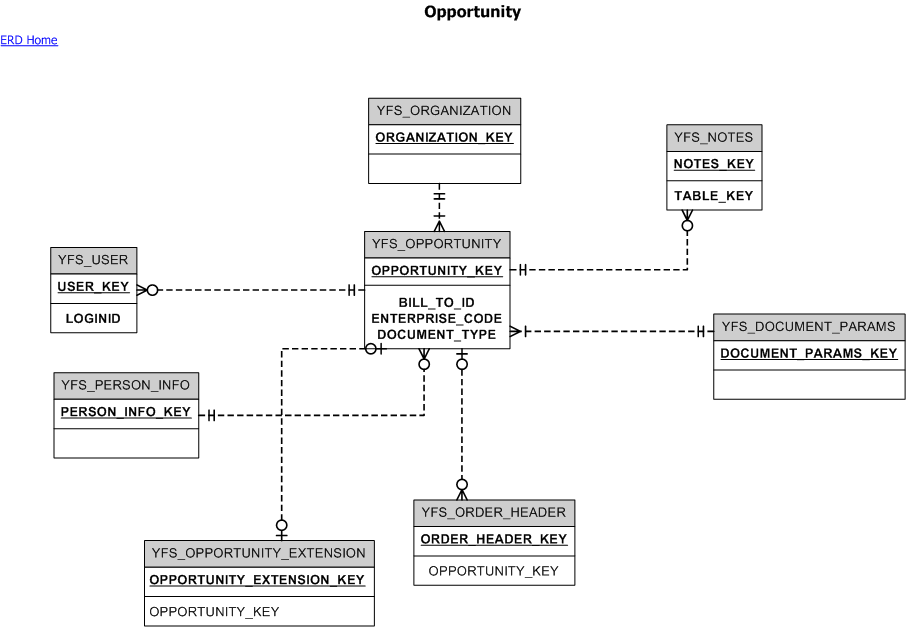 Opportunity
ERD Home
YFS_ORGANIZATION
ORGANIZATION_KEY
YFS_NOTES
NOTES_KEY
TABLE_KEY
YFS_OPPORTUNITY
OPPORTUNITY_KEY
BILL_TO_ID
ENTERPRISE_CODE
DOCUMENT_TYPE
YFS_USER
USER_KEY
LOGINID
YFS_DOCUMENT_PARAMS
DOCUMENT_PARAMS_KEY
YFS_PERSON_INFO
PERSON_INFO_KEY
YFS_ORDER_HEADER
ORDER_HEADER_KEY
OPPORTUNITY_KEY
YFS_OPPORTUNITY_EXTENSION
OPPORTUNITY_EXTENSION_KEY
OPPORTUNITY_KEY